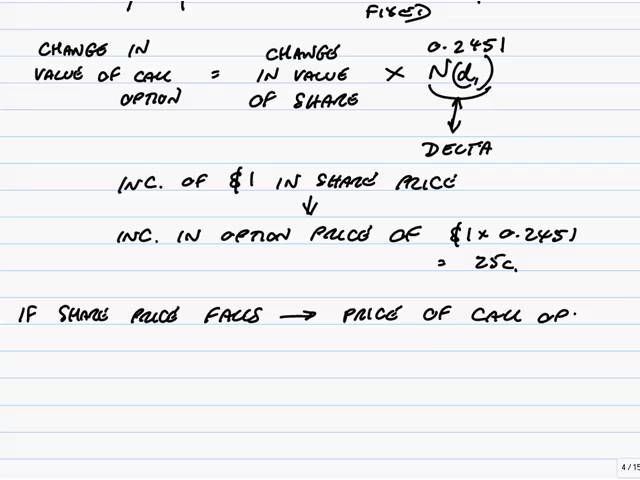 FIXED
CHANGE IN VALUE OF CALL OPTION = CHANGE IN VALUE OF SHARE × N(d₁)
0.2451
DELTA
INC. OF $1 IN SHARE PRICE
↓
INC. IN OPTION PRICE OF $1 × 0.2451
= 25c.
IF SHARE PRICE FALLS → PRICE OF CALL OP.
4 / 15